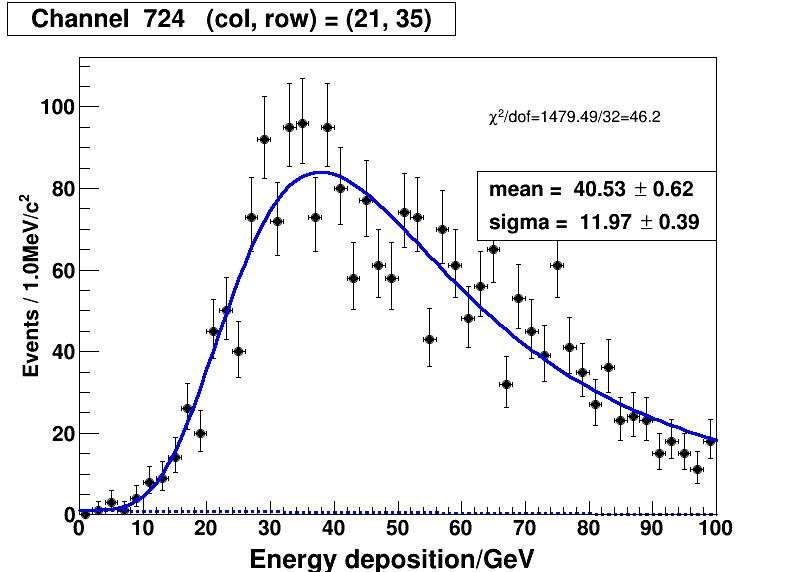 Channel 724 (col, row) = (21, 35)
χ²/dof=1479.49/32=46.2
mean = 40.53 ± 0.62
sigma = 11.97 ± 0.39
Events / 1.0MeV/c²
100
80
60
40
20
0
0 10 20 30 40 50 60 70 80 90 100
Energy deposition/GeV